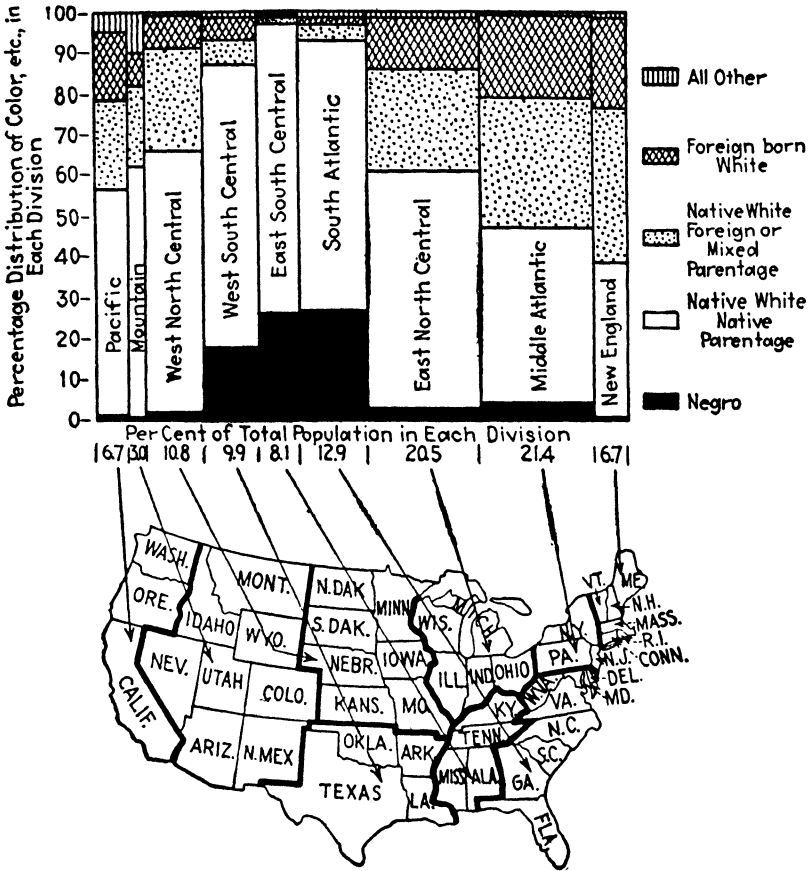 Percentage Distribution of Color, etc., in
Each Division
100
90
80
70
60
50
40
30
20
10
0
Pacific
Mountain
West North Central
West South Central
East South Central
South Atlantic
East North Central
Middle Atlantic
New England
All Other
Foreign born
White
Native White
Foreign or
Mixed
Parentage
Native White
Native
Parentage
Negro
Per Cent of Total Population in Each Division
6.7 3.0 10.8 9.9 8.1 12.9 20.5 21.4 6.7
WASH.
ORE.
CALIF.
IDAHO
NEV.
MONT.
WYO.
UTAH
COLO.
ARIZ.
N.MEX
N.DAK
S.DAK.
NEBR.
KANS.
OKLA.
TEXAS
MINN
IOWA
MO.
ARK
LA.
WIS.
MICH.
ILL.
IND
OHIO
KY
TENN.
MISS
ALA.
GA.
FLA.
S.C.
N.C.
VA.
W.VA.
PA.
N.Y.
VT.
ME.
N.H.
MASS.
R.I.
CONN.
N.J.
DEL.
MD.